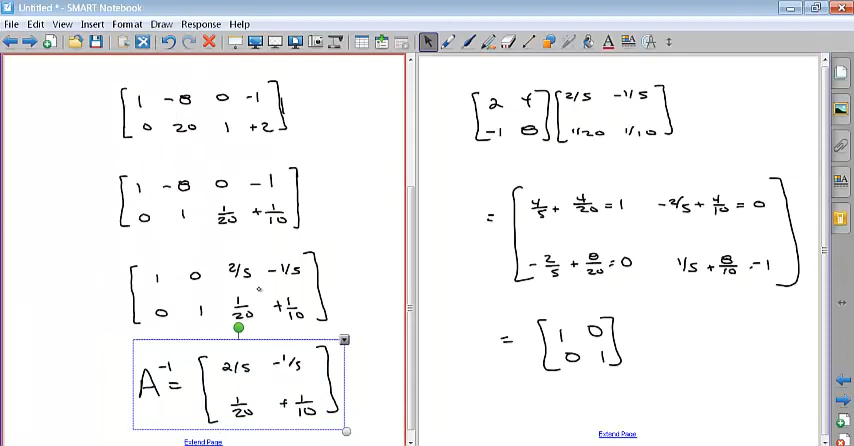 Untitled * - SMART Notebook
File Edit View Insert Format Draw Response Help
1 -8 0 -1
0 20 1 +2
1 -8 0 -1
0 1 1/20 +1/10
1 0 2/5 -1/5
0 1 1/20 +1/10
A⁻¹ = 2/5 -1/5
1/20 +1/10
Extend Page
2 4 2/5 -1/5
-1 8 1/20 1/10
= 4/5 + 4/20 = 1 -2/5 + 4/10 = 0
-2/5 + 8/20 = 0 1/5 + 8/10 = 1
= 1 0
0 1
Extend Page